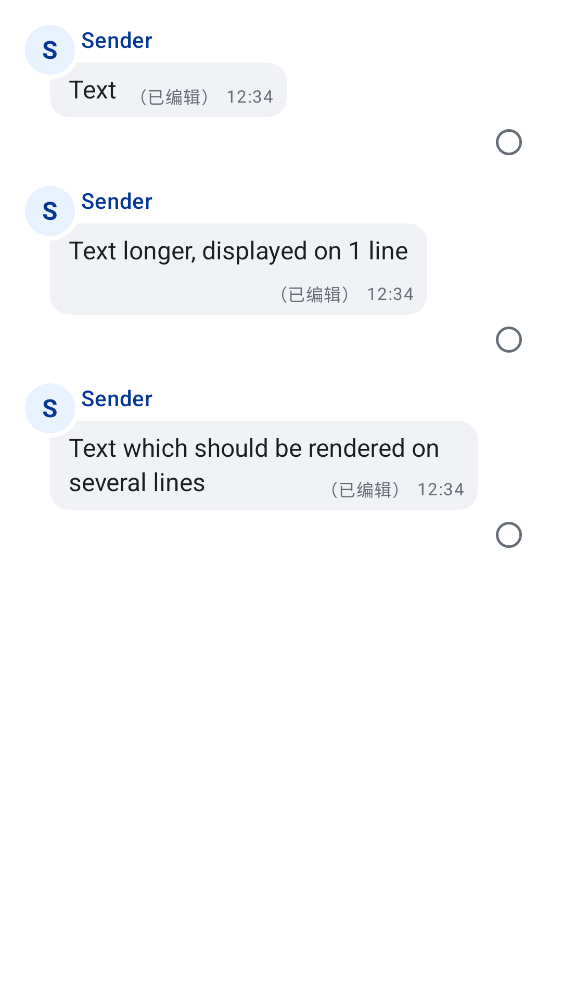 S Sender
Text （已编辑） 12:34
S Sender
Text longer, displayed on 1 line
（已编辑） 12:34
S Sender
Text which should be rendered on
several lines （已编辑） 12:34